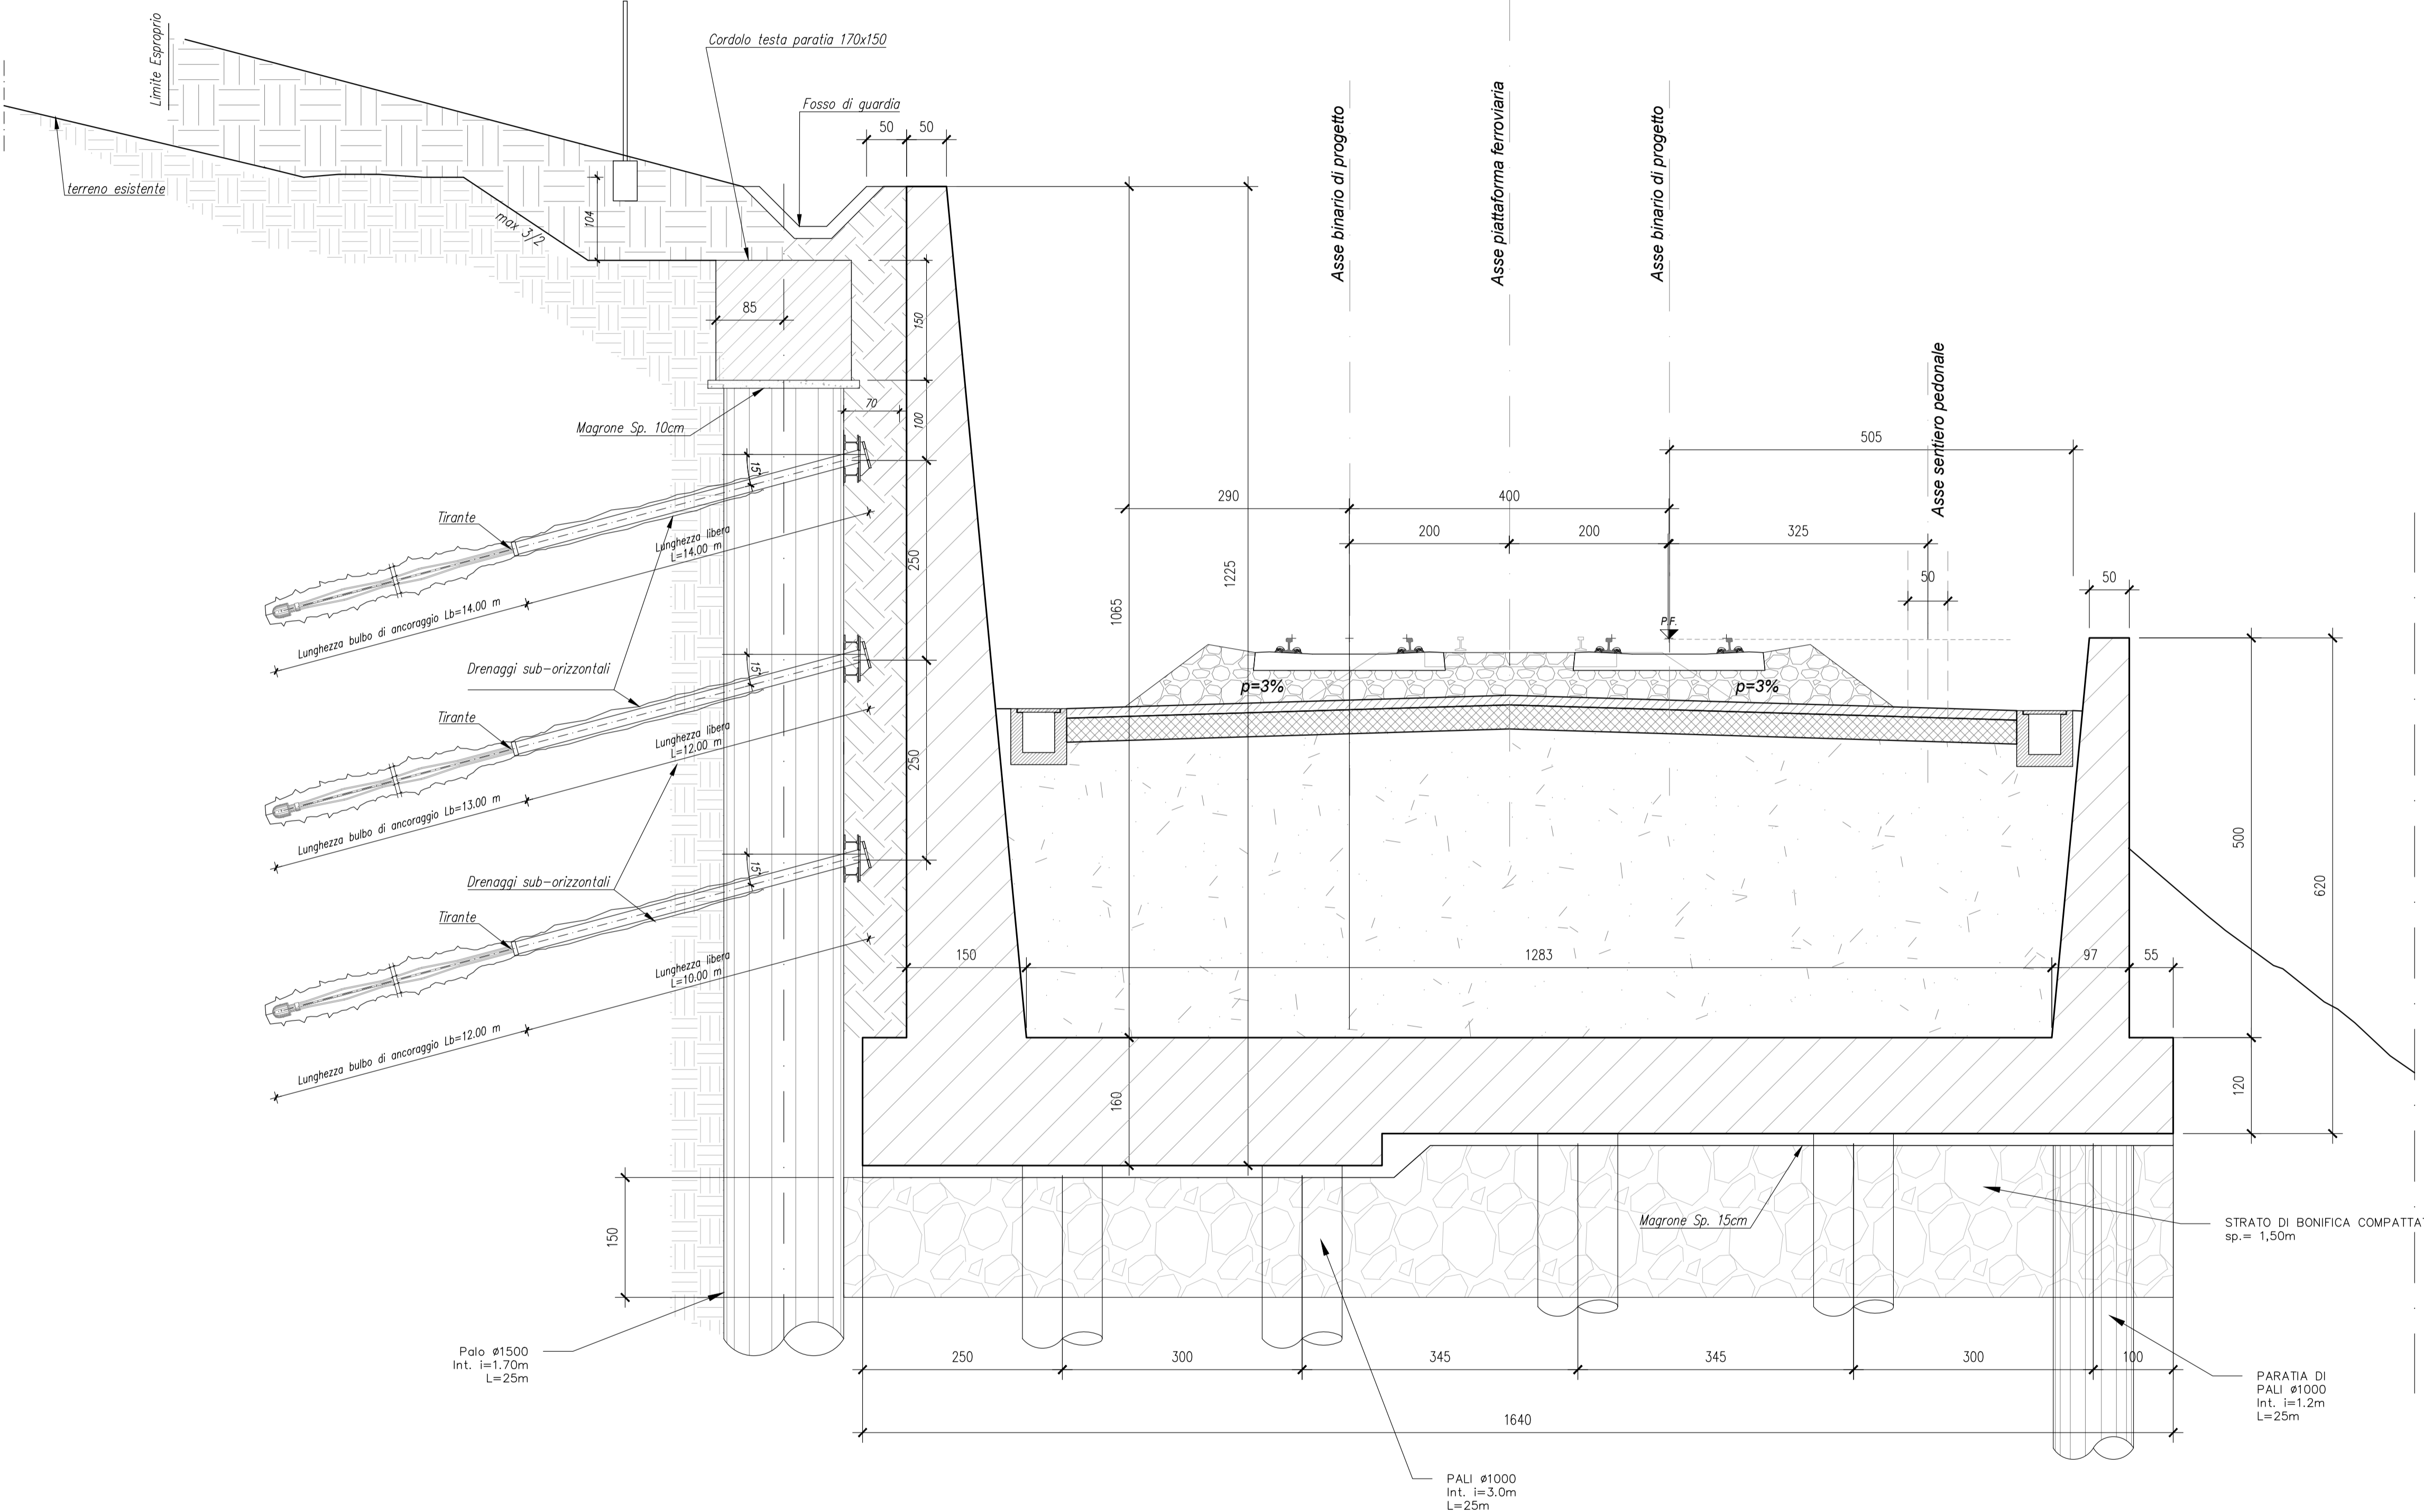 Limite Esproprio
Cordolo testa paratia 170x150
Fosso di guardia
50
50
terreno esistente
max 3/2
104
Asse binario di progetto
Asse piattaforma ferroviaria
Asse binario di progetto
Asse sentiero pedonale
85
150
70
100
Magrone Sp. 10cm
505
290
400
200
200
325
50
50
15°
Tirante
Lunghezza libera
L=14.00 m
Lunghezza bulbo di ancoraggio Lb=14.00 m
250
1225
1065
P.F.
Drenaggi sub-orizzontali
15°
p=3%
p=3%
Tirante
Lunghezza libera
L=12.00 m
Lunghezza bulbo di ancoraggio Lb=13.00 m
250
500
620
15°
Drenaggi sub-orizzontali
Tirante
Lunghezza libera
L=10.00 m
Lunghezza bulbo di ancoraggio Lb=12.00 m
150
1283
97
55
160
120
150
Magrone Sp. 15cm
STRATO DI BONIFICA COMPATTA
sp.= 1,50m
Palo ø1500
Int. i=1.70m
L=25m
250
300
345
345
300
100
PARATIA DI
PALI ø1000
Int. i=1.2m
L=25m
1640
PALI ø1000
Int. i=3.0m
L=25m